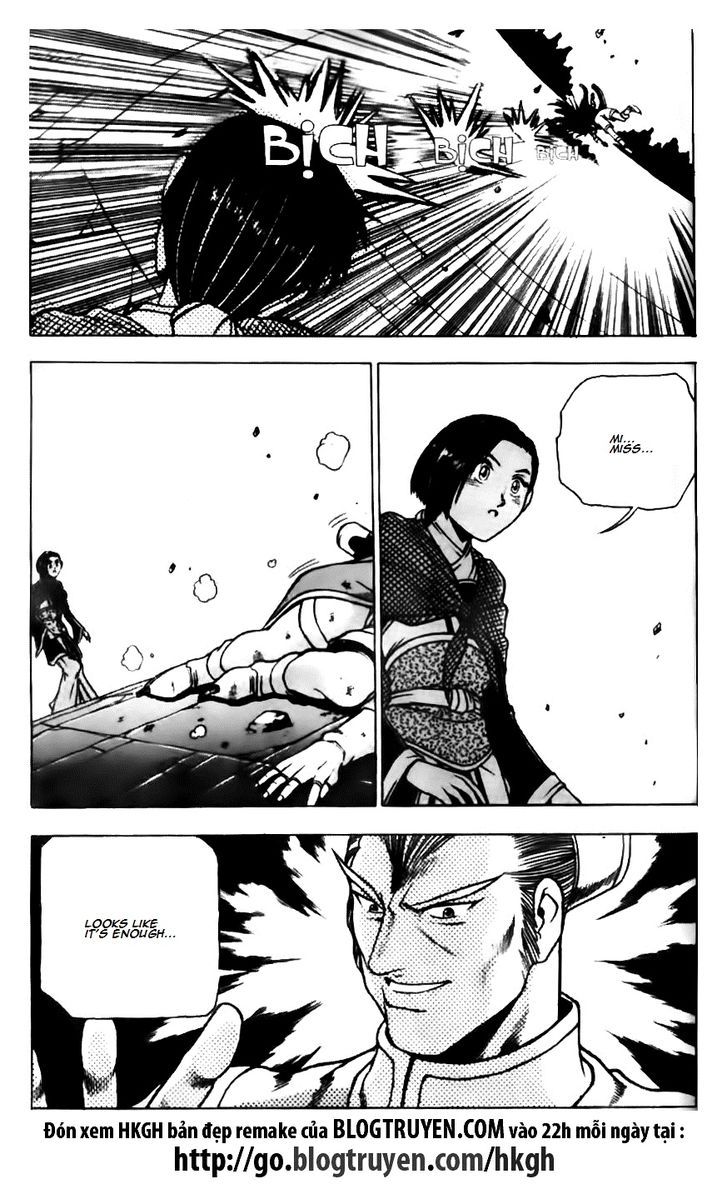 BỊCH
BỊCH
BỊCH
MI...
MISS...
LOOKS LIKE
IT'S ENOUGH...
Đón xem HKGH bản đẹp remake của BLOGTRUYEN.COM vào 22h mỗi ngày tại :
http://go.blogtruyen.com/hkgh